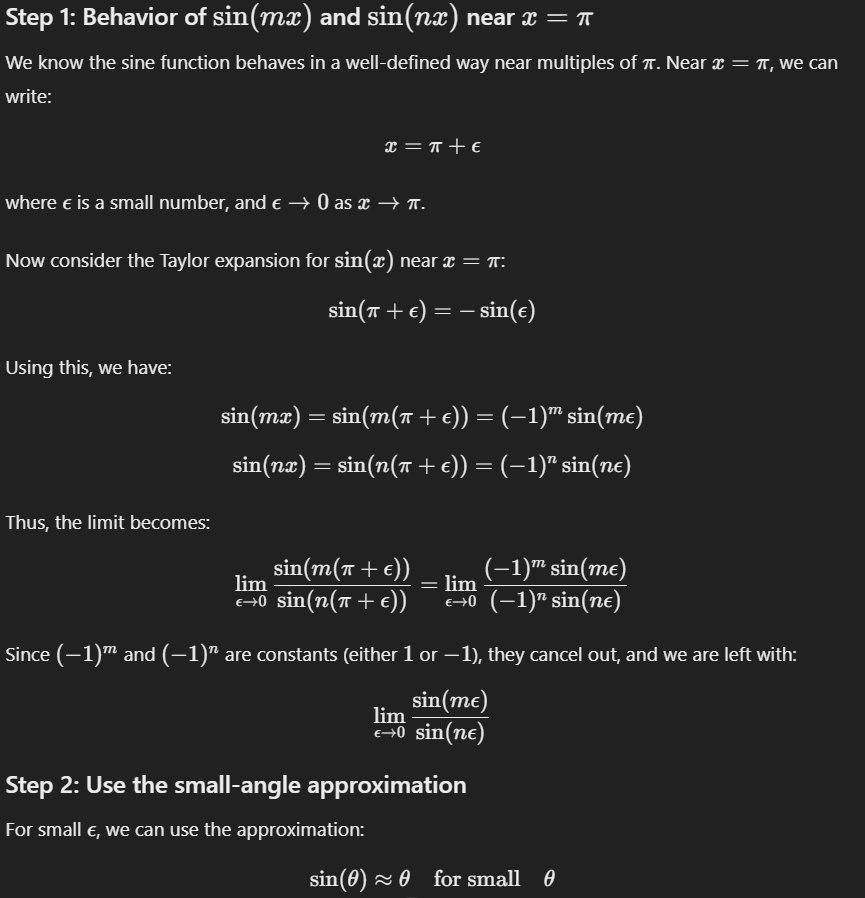 Step 1: Behavior of sin(mx) and sin(nx) near x = π
We know the sine function behaves in a well-defined way near multiples of π. Near x = π, we can
write:
x = π + ϵ
where ϵ is a small number, and ϵ → 0 as x → π.
Now consider the Taylor expansion for sin(x) near x = π:
sin(π + ϵ) = − sin(ϵ)
Using this, we have:
sin(mx) = sin(m(π + ϵ)) = (−1)^m sin(mϵ)
sin(nx) = sin(n(π + ϵ)) = (−1)^n sin(nϵ)
Thus, the limit becomes:
lim_{ϵ→0} sin(m(π + ϵ)) / sin(n(π + ϵ)) = lim_{ϵ→0} (−1)^m sin(mϵ) / (−1)^n sin(nϵ)
Since (−1)^m and (−1)^n are constants (either 1 or −1), they cancel out, and we are left with:
lim_{ϵ→0} sin(mϵ) / sin(nϵ)
Step 2: Use the small-angle approximation
For small ϵ, we can use the approximation:
sin(θ) ≈ θ for small θ